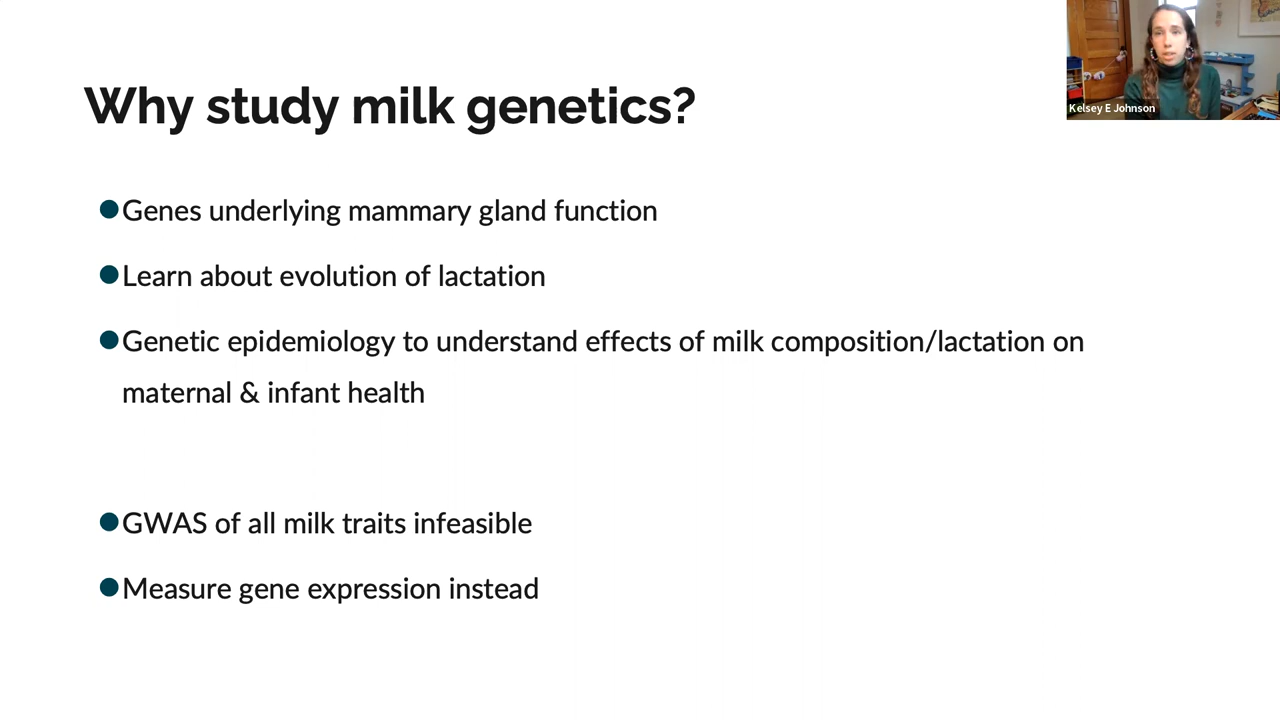 Why study milk genetics?
Kelsey E Johnson
●Genes underlying mammary gland function
●Learn about evolution of lactation
●Genetic epidemiology to understand effects of milk composition/lactation on
maternal & infant health
●GWAS of all milk traits infeasible
●Measure gene expression instead